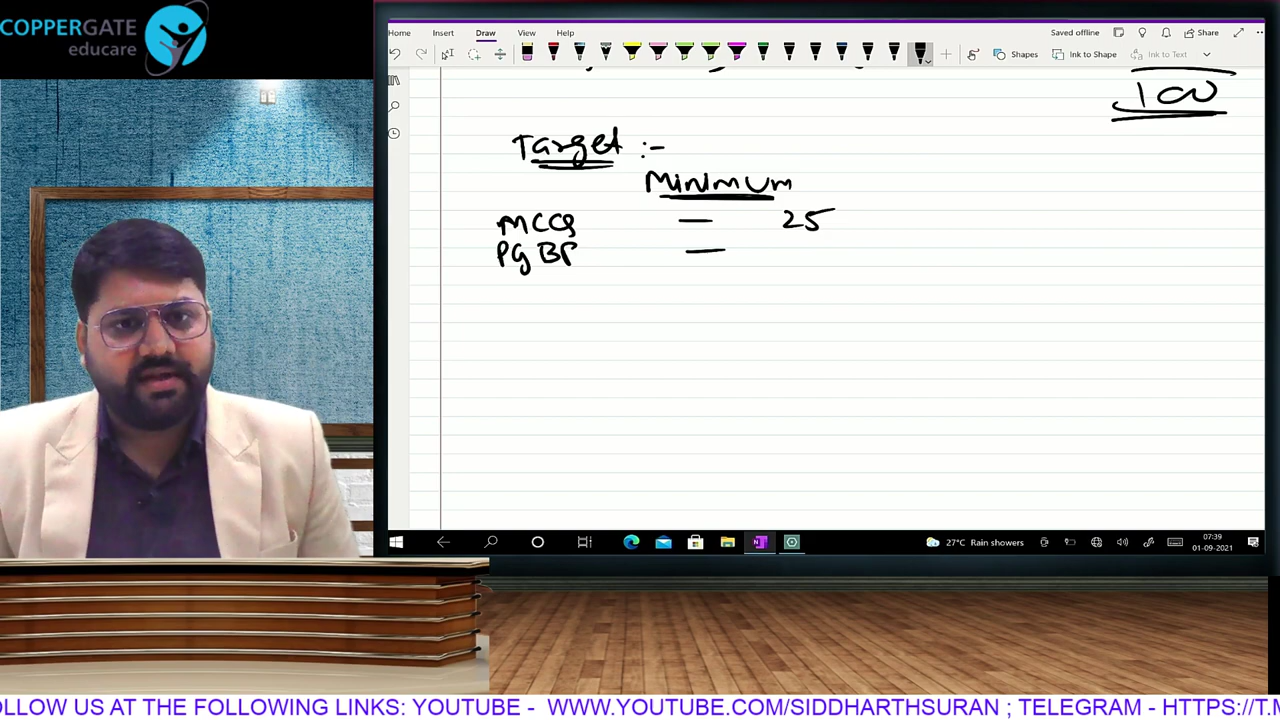 COPPERGATE
educare
Home Insert Draw View Help
Saved offline
Share
Shapes
Ink to Shape
Ink to Text
100
Target :-
Minimum
MCQ — 25
PGBP —
27°C Rain showers
07:39
01-09-2021
OLLOW US AT THE FOLLOWING LINKS: YOUTUBE - WWW.YOUTUBE.COM/SIDDHARTHSURAN ; TELEGRAM - HTTPS://T.M